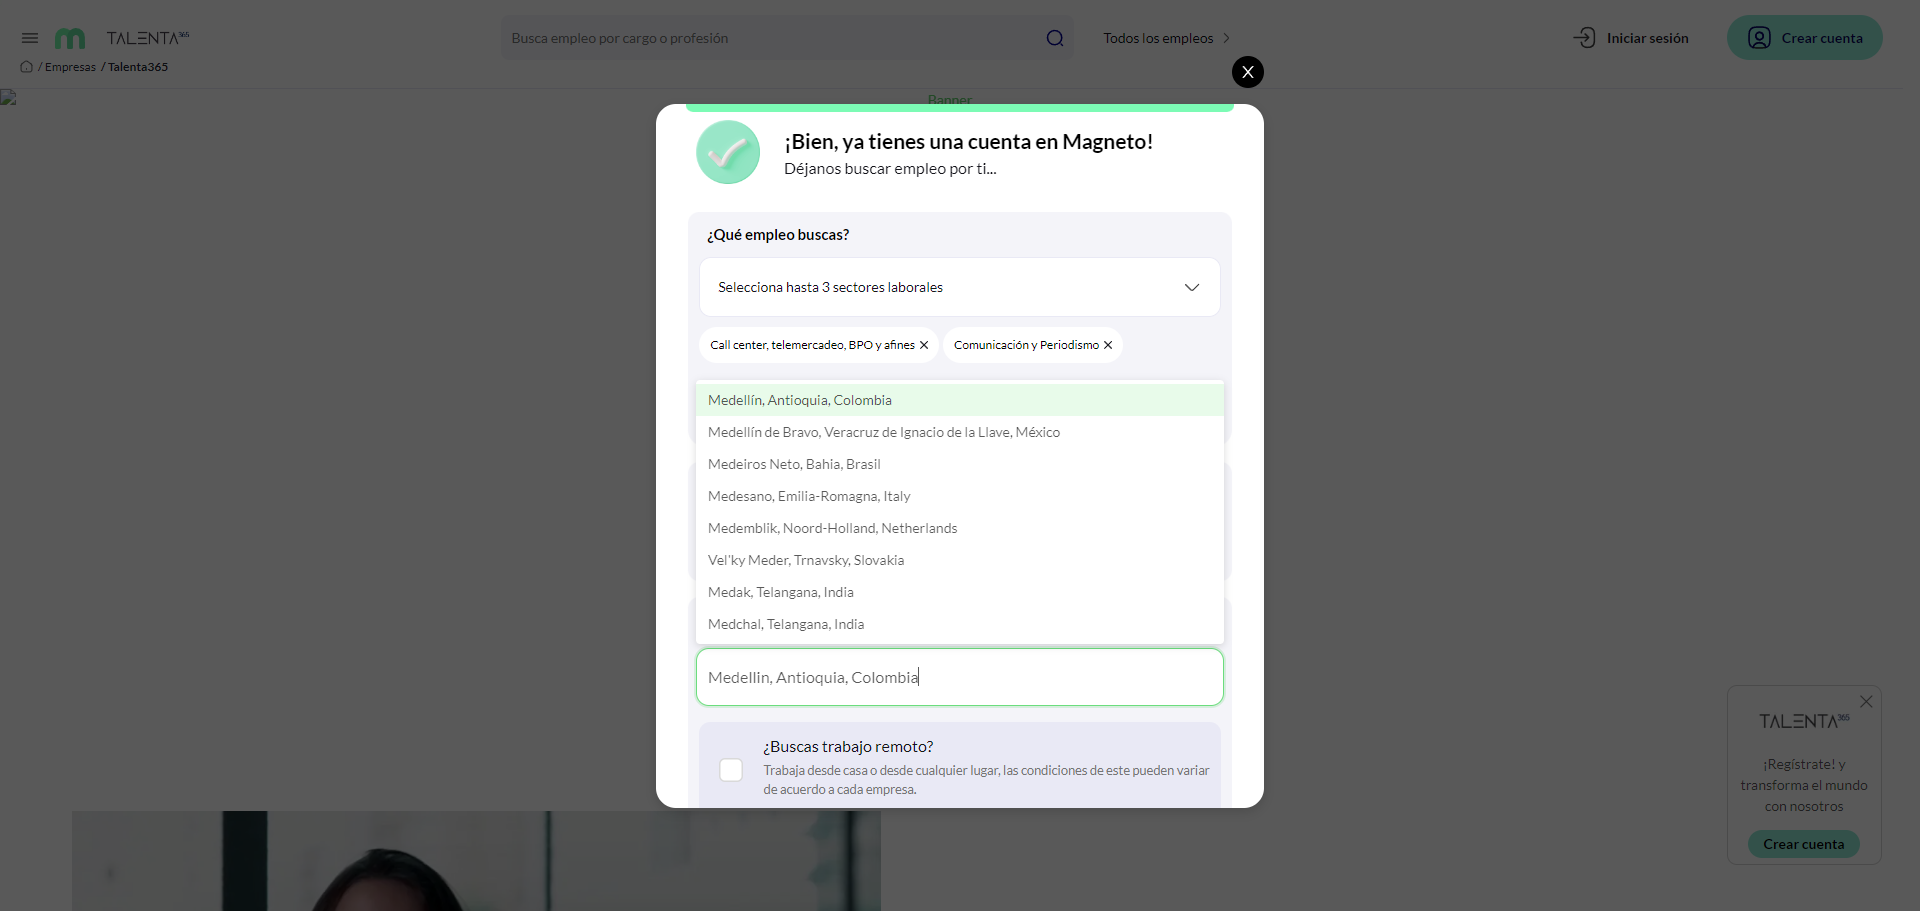 TALENTA365
Busca empleo por cargo o profesión
Todos los empleos
Iniciar sesión
Crear cuenta
/ Empresas / Talenta365
X
Banner
¡Bien, ya tienes una cuenta en Magneto!
Déjanos buscar empleo por ti...
¿Qué empleo buscas?
Selecciona hasta 3 sectores laborales
Call center, telemercadeo, BPO y afines
Comunicación y Periodismo
Medellín, Antioquia, Colombia
Medellín de Bravo, Veracruz de Ignacio de la Llave, México
Medeiros Neto, Bahia, Brasil
Medesano, Emilia-Romagna, Italy
Medemblik, Noord-Holland, Netherlands
Vel'ky Meder, Trnavsky, Slovakia
Medak, Telangana, India
Medchal, Telangana, India
Medellin, Antioquia, Colombia
¿Buscas trabajo remoto?
Trabaja desde casa o desde cualquier lugar, las condiciones de este pueden variar
de acuerdo a cada empresa.
TALENTA365
¡Regístrate! y
transforma el mundo
con nosotros
Crear cuenta